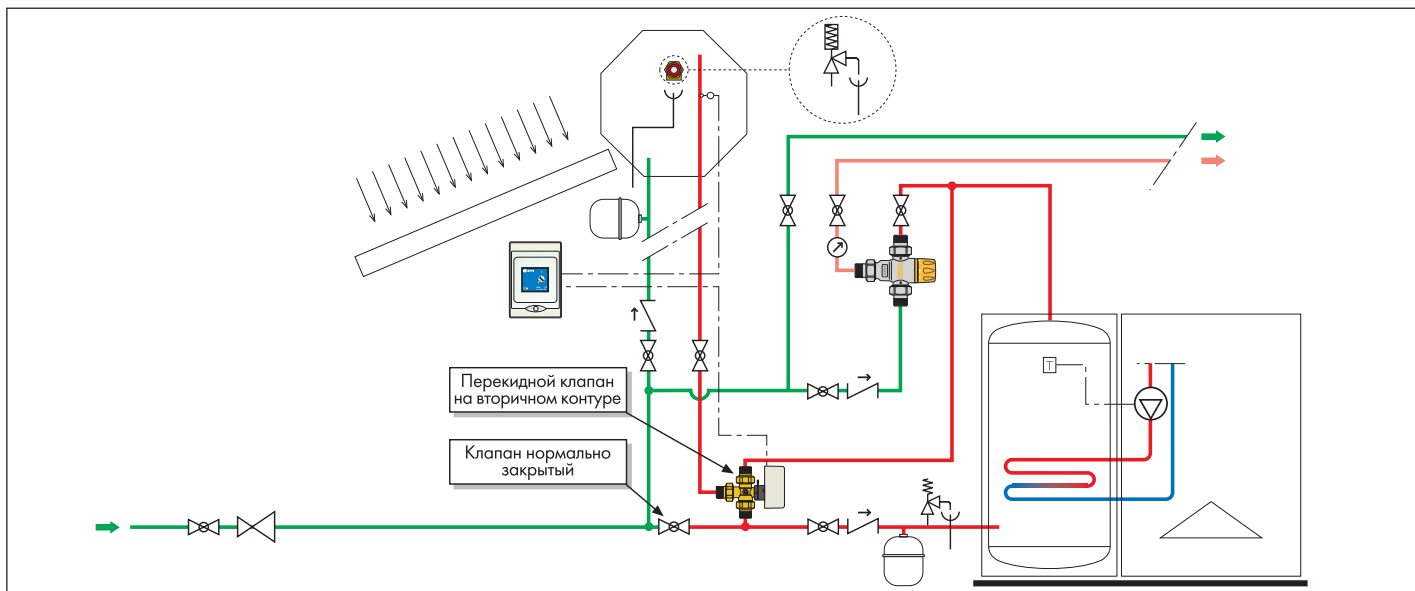 Перекидной клапан
на вторичном контуре
Клапан нормально
закрытый
T